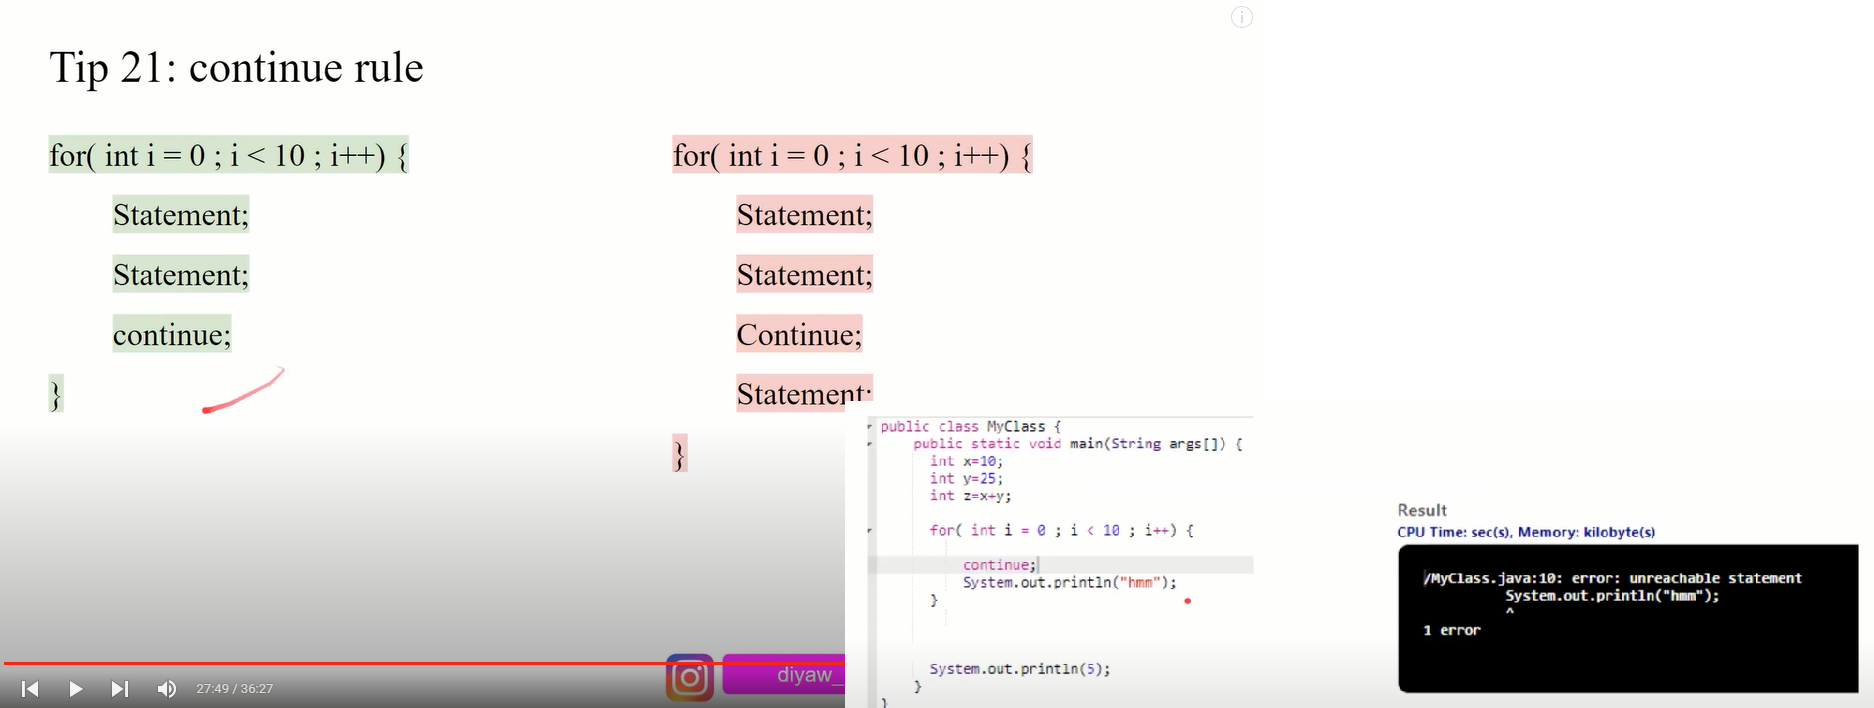 Tip 21: continue rule
for( int i = 0 ; i < 10 ; i++) {
Statement;
Statement;
continue;
}
for( int i = 0 ; i < 10 ; i++) {
Statement;
Statement;
Continue;
Statement;
}
public class MyClass {
public static void main(String args[]) {
int x=10;
int y=25;
int z=x+y;
for( int i = 0 ; i < 10 ; i++) {
continue;
System.out.println("hmm");
}
System.out.println(5);
}
}
Result
CPU Time: sec(s), Memory: kilobyte(s)
/MyClass.java:10: error: unreachable statement
System.out.println("hmm");
^
1 error
diyaw_
27:49 / 36:27